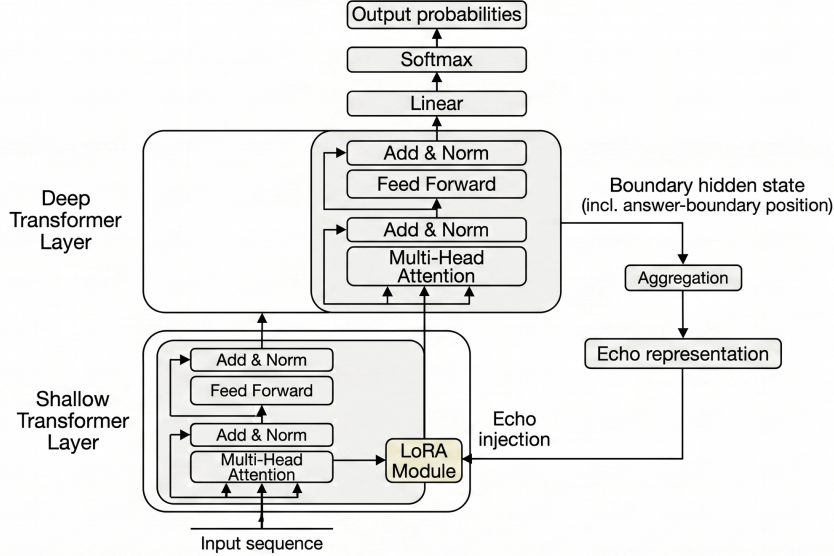 Output probabilities
Softmax
Linear
Add & Norm
Feed Forward
Add & Norm
Multi-Head
Attention
Deep
Transformer
Layer
Boundary hidden state
(incl. answer-boundary position)
Aggregation
Echo representation
Echo
injection
Add & Norm
Feed Forward
Add & Norm
Multi-Head
Attention
LoRA
Module
Shallow
Transformer
Layer
Input sequence